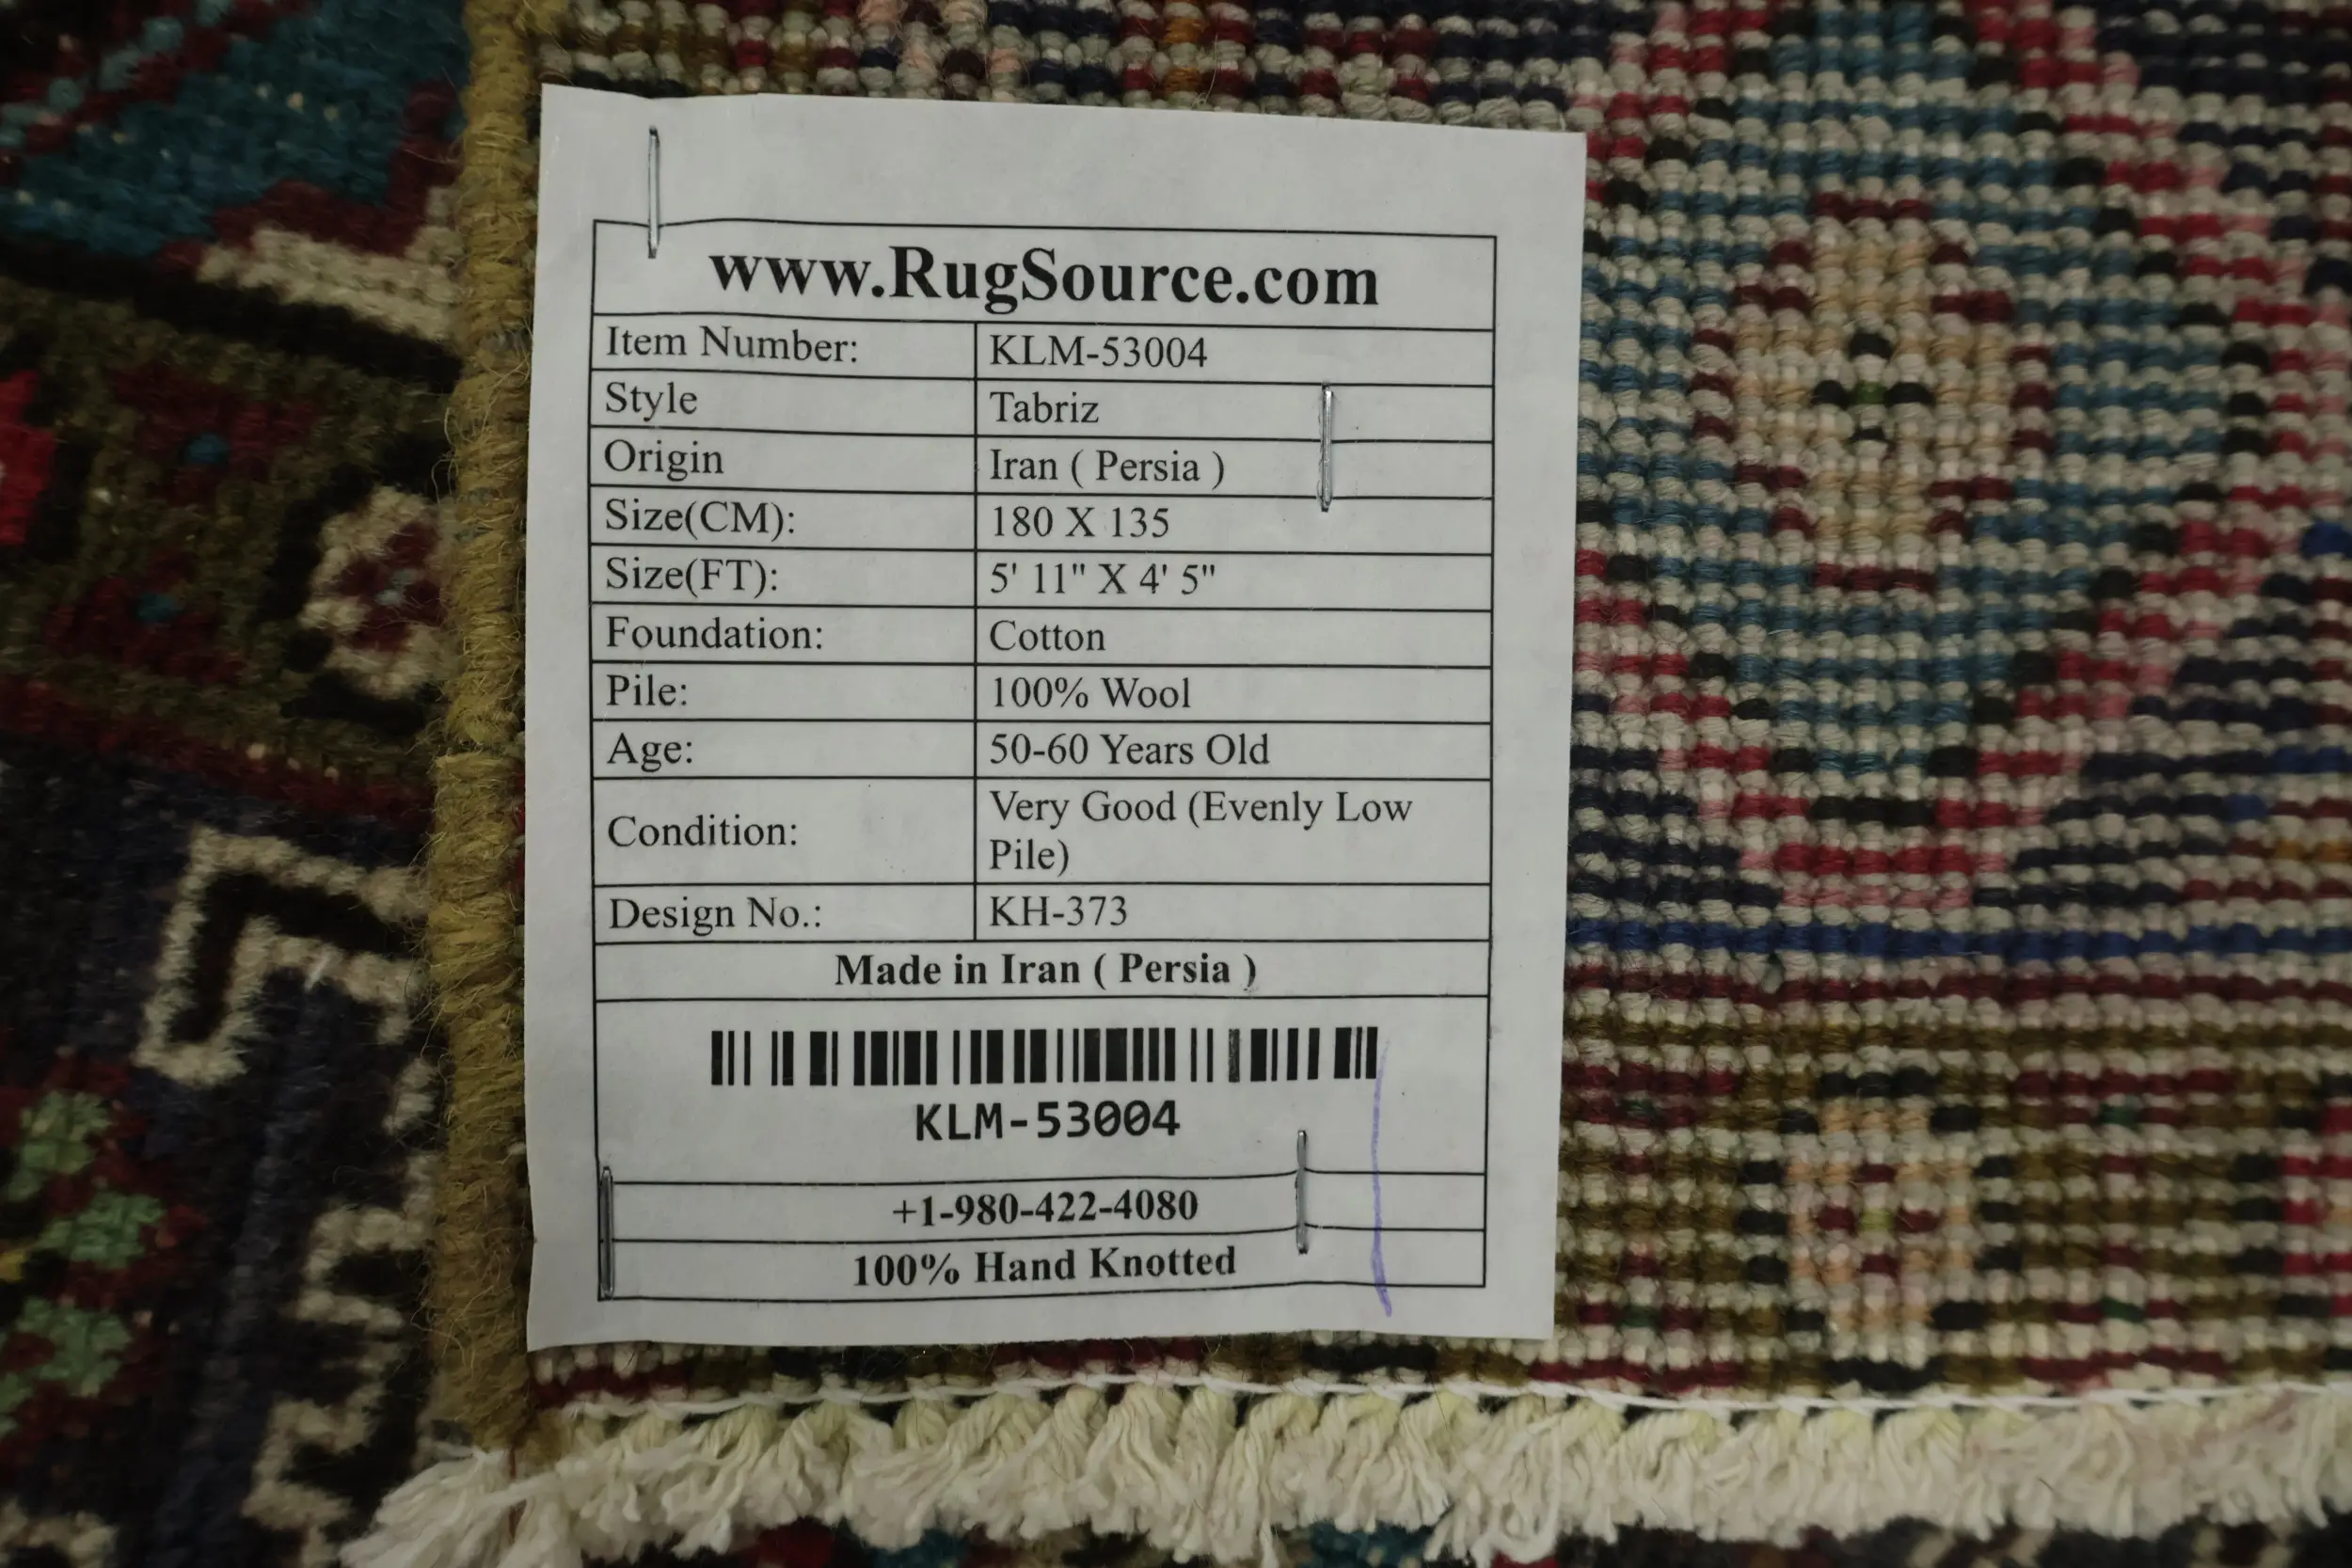 www.RugSource.com
Item Number: KLM-53004
Style Tabriz
Origin Iran ( Persia )
Size(CM): 180 X 135
Size(FT): 5' 11" X 4' 5"
Foundation: Cotton
Pile: 100% Wool
Age: 50-60 Years Old
Condition: Very Good (Evenly Low
Pile)
Design No.: KH-373
Made in Iran ( Persia )
KLM-53004
+1-980-422-4080
100% Hand Knotted